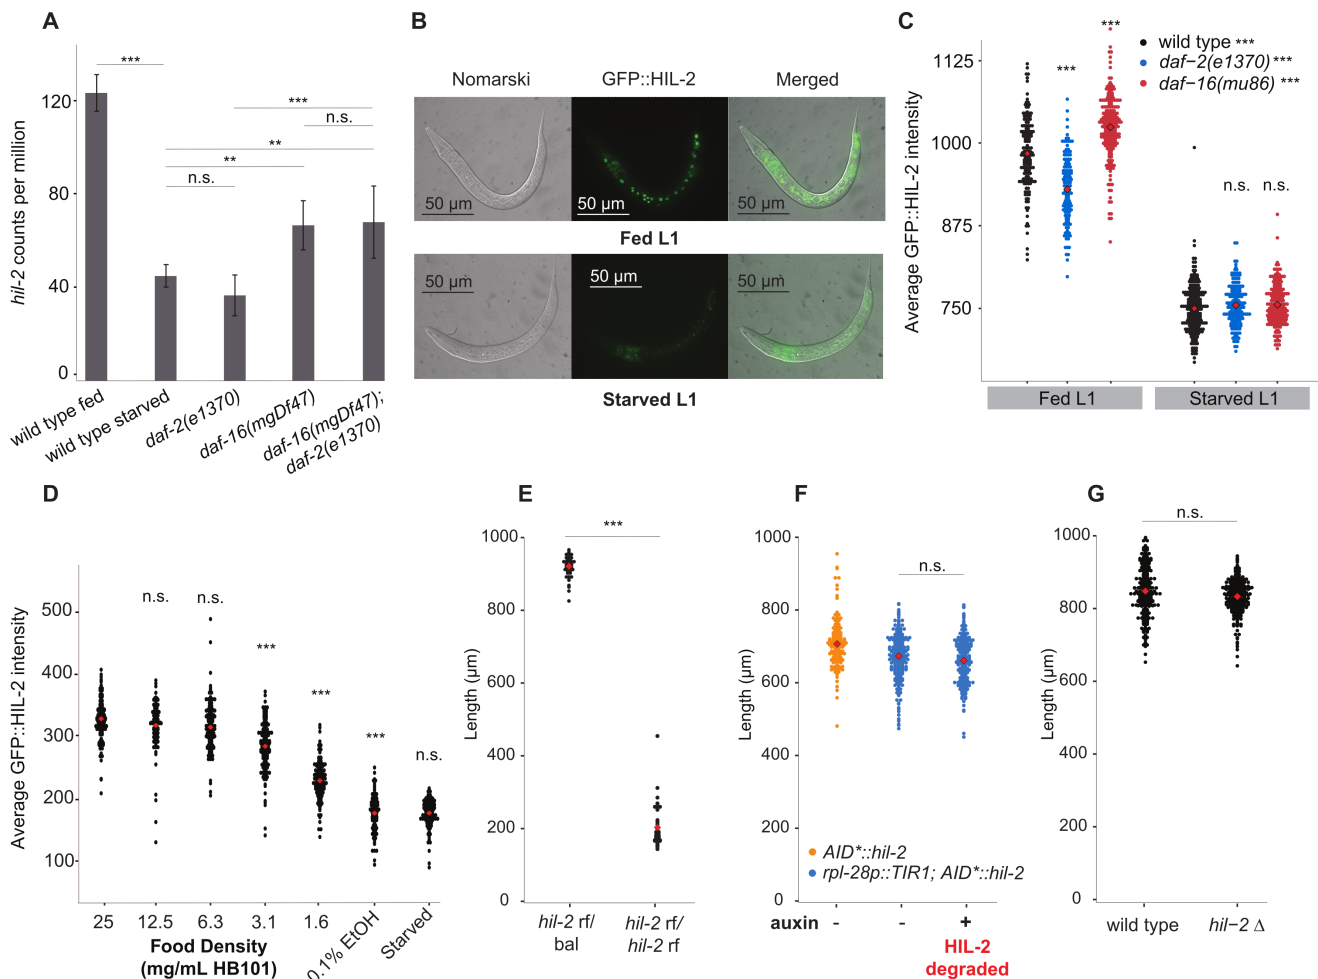 A
hil-2 counts per million
120
80
40
0
***
***
n.s.
**
**
n.s.
wild type fed
wild type starved
daf-2(e1370)
daf-16(mgDf47)
daf-16(mgDf47);
daf-2(e1370)
B
Nomarski
GFP::HIL-2
Merged
50 µm
50 µm
50 µm
Fed L1
50 µm
50 µm
50 µm
Starved L1
C
Average GFP::HIL-2 intensity
1125
1000
875
750
***
***
wild type ***
daf−2(e1370) ***
daf−16(mu86) ***
n.s.
n.s.
Fed L1
Starved L1
D
Average GFP::HIL-2 intensity
500
400
300
200
100
n.s.
n.s.
***
***
***
n.s.
25
12.5
6.3
3.1
1.6
0.1% EtOH
Starved
Food Density
(mg/mL HB101)
E
Length (µm)
1000
800
600
400
200
0
***
hil-2 rf/
bal
hil-2 rf/
hil-2 rf
F
Length (µm)
1000
800
600
400
200
0
n.s.
AID*::hil-2
rpl-28p::TIR1; AID*::hil-2
auxin - - +
HIL-2
degraded
G
Length (µm)
1000
800
600
400
200
0
n.s.
wild type
hil−2 Δ